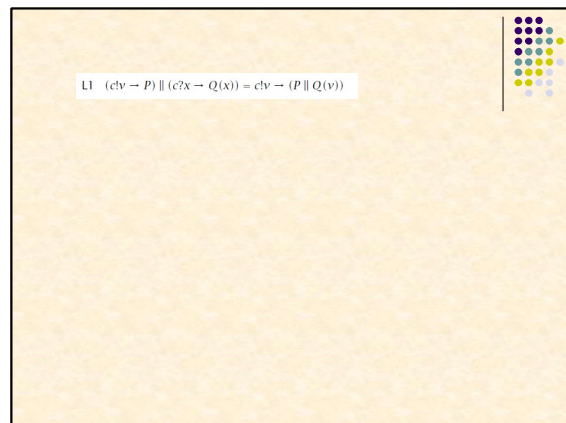 L1 (c!v → P) || (c?x → Q(x)) = c!v → (P || Q(v))